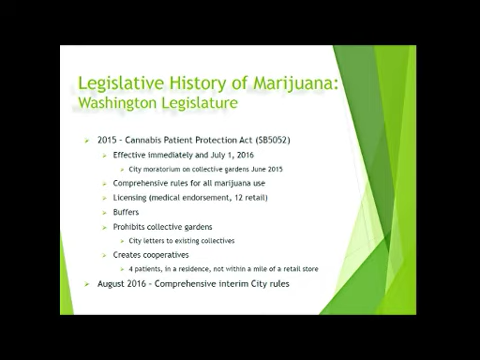 Legislative History of Marijuana:
Washington Legislature
2015 – Cannabis Patient Protection Act (SB5052)
Effective immediately and July 1, 2016
City moratorium on collective gardens June 2015
Comprehensive rules for all marijuana use
Licensing (medical endorsement, 12 retail)
Buffers
Prohibits collective gardens
City letters to existing collectives
Creates cooperatives
4 patients, in a residence, not within a mile of a retail store
August 2016 – Comprehensive interim City rules